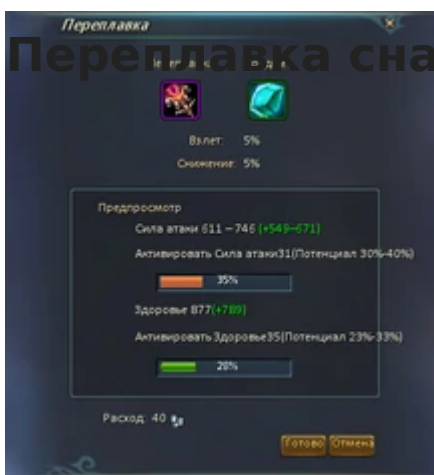 Переплавка
Переплавка сна
Взлет: 5%
Снижение: 5%
Предпросмотр
Сила атаки 611—746 (+549-671)
Активировать Сила атаки31(Потенциал 30%-40%)
35%
Здоровье 877(+789)
Активировать Здоровье35(Потенциал 23%-33%)
28%
Расход: 40
Готово Отмена